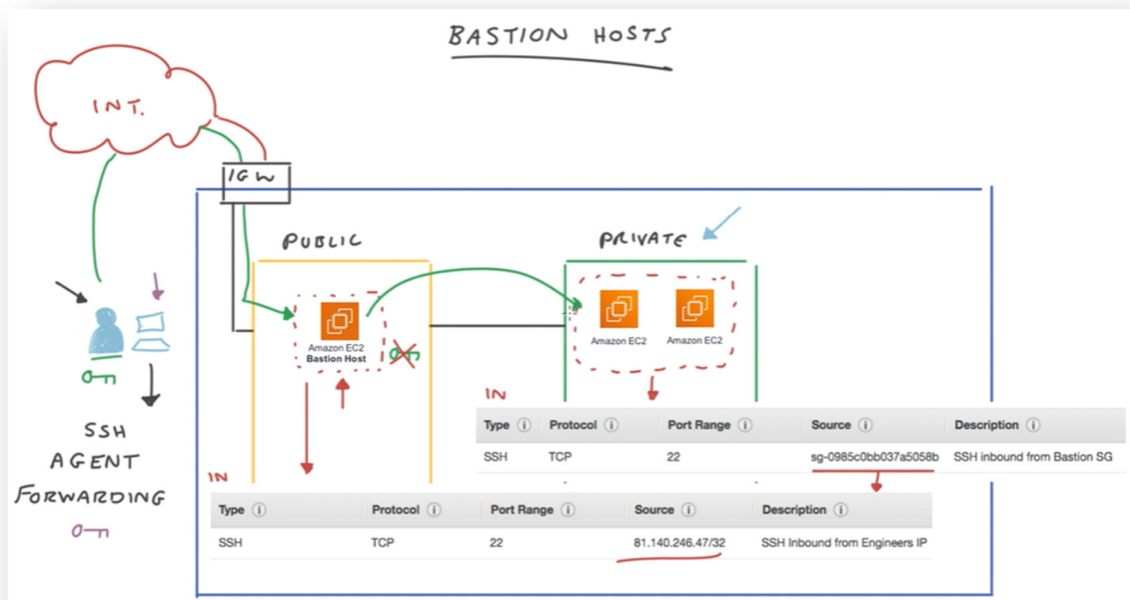 BASTION HOSTS
INT.
IGW
PUBLIC
PRIVATE
Amazon EC2
Bastion Host
Amazon EC2
Amazon EC2
SSH
AGENT
FORWARDING
IN
Type Protocol Port Range Source Description
SSH TCP 22 sg-0985c0bb037a5058b SSH inbound from Bastion SG
IN
Type Protocol Port Range Source Description
SSH TCP 22 81.140.246.47/32 SSH Inbound from Engineers IP